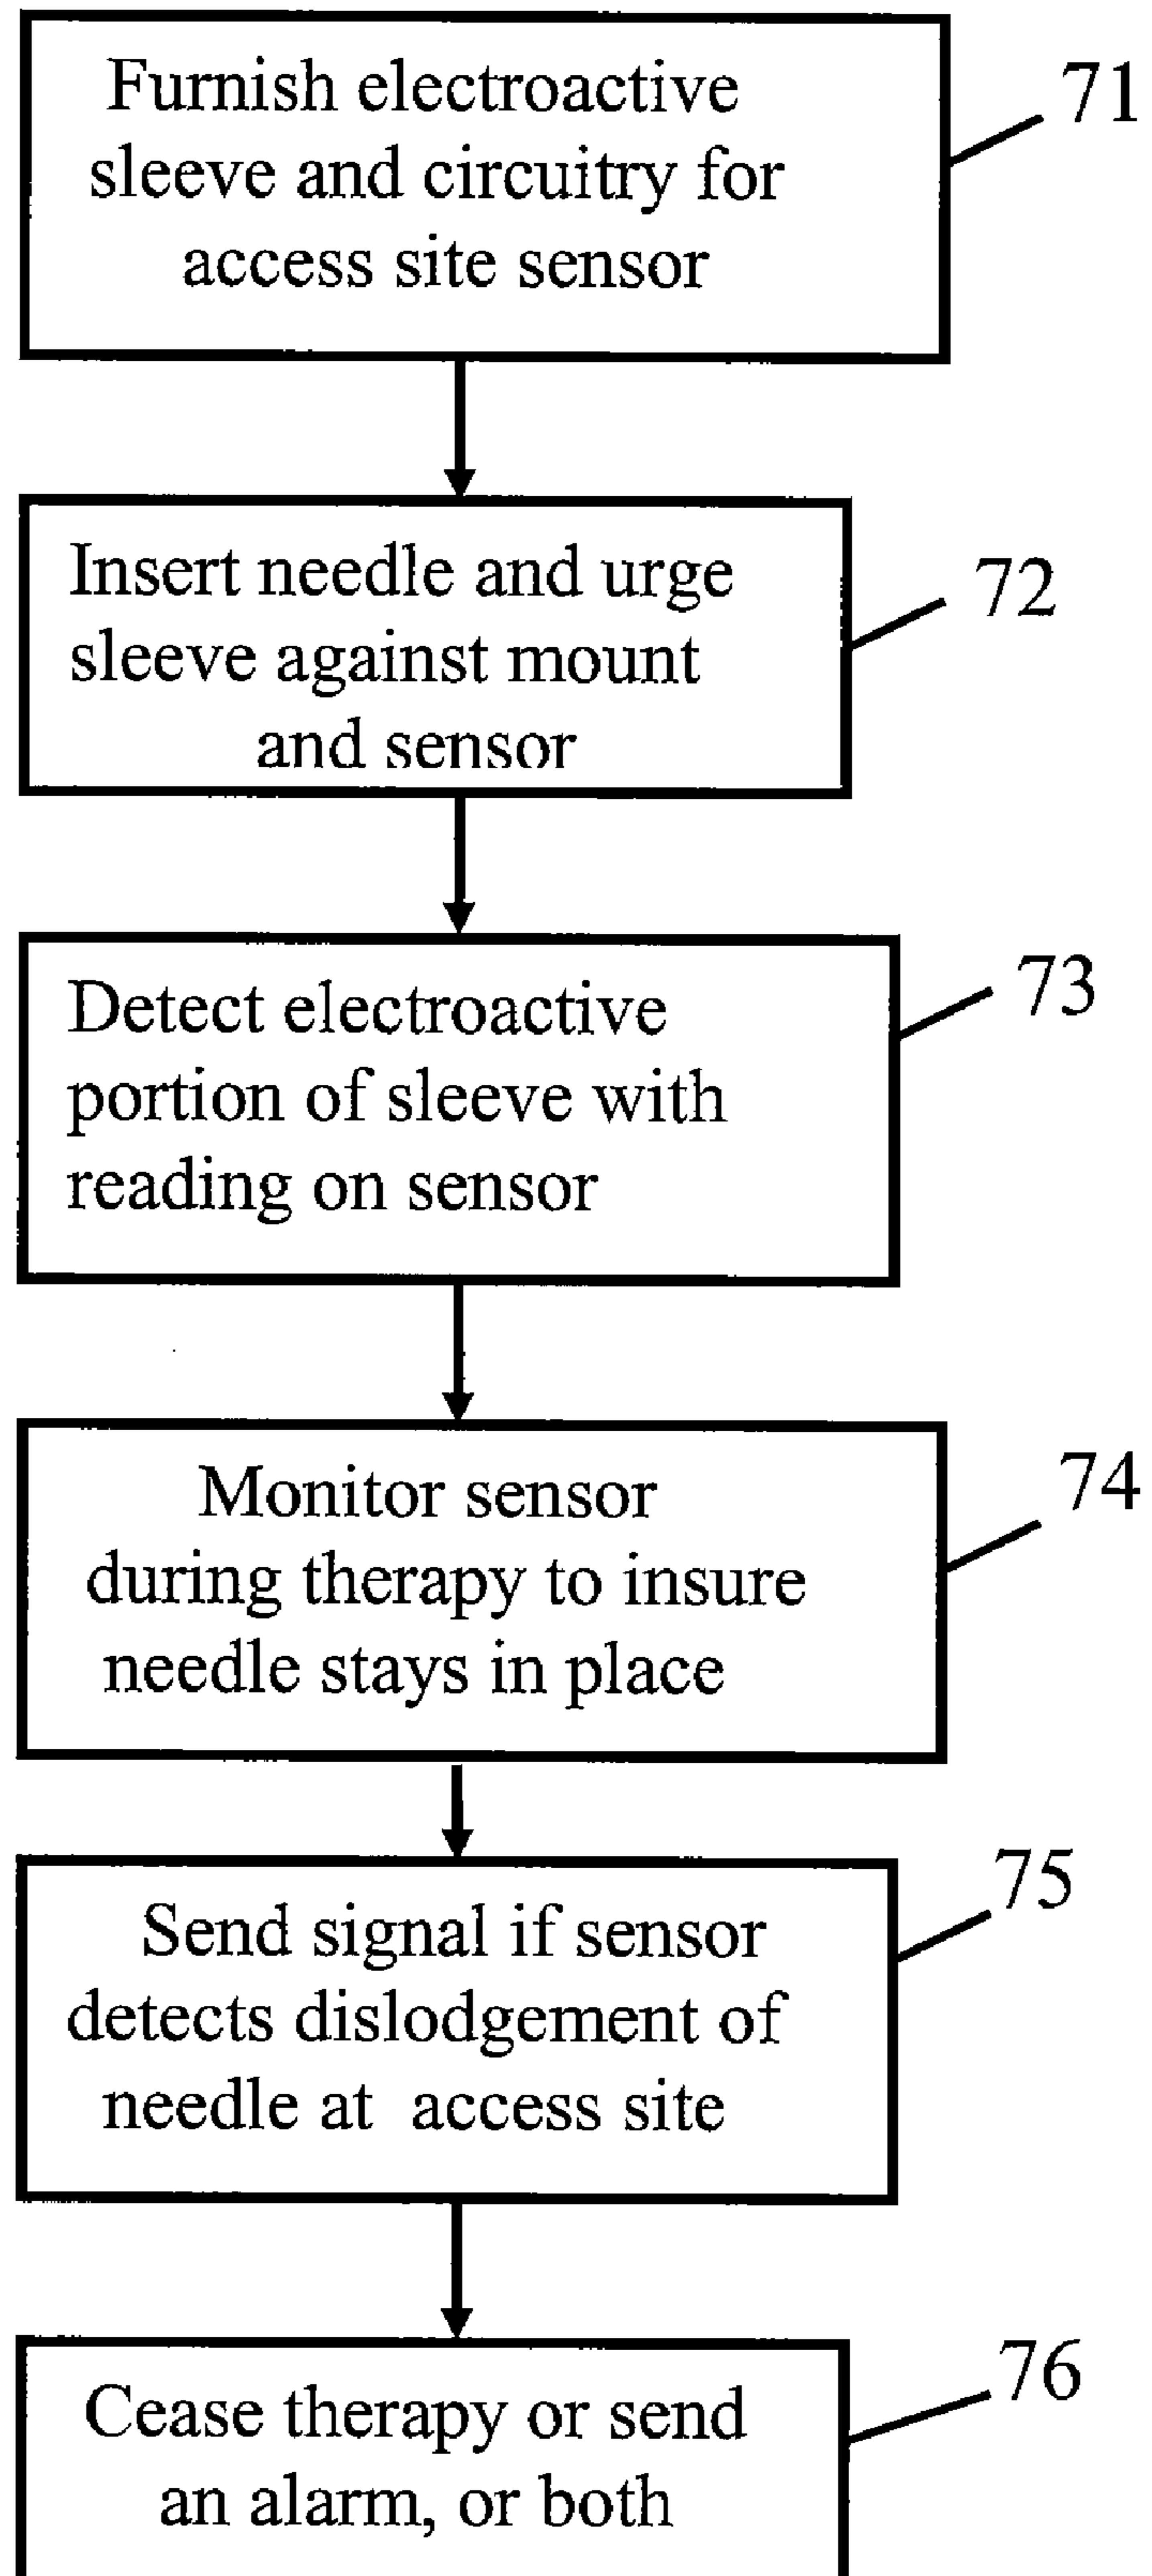 Furnish electroactive
sleeve and circuitry for
access site sensor
71
Insert needle and urge
sleeve against mount
and sensor
72
Detect electroactive
portion of sleeve with
reading on sensor
73
Monitor sensor
during therapy to insure
needle stays in place
74
Send signal if sensor
detects dislodgement of
needle at access site
75
Cease therapy or send
an alarm, or both
76